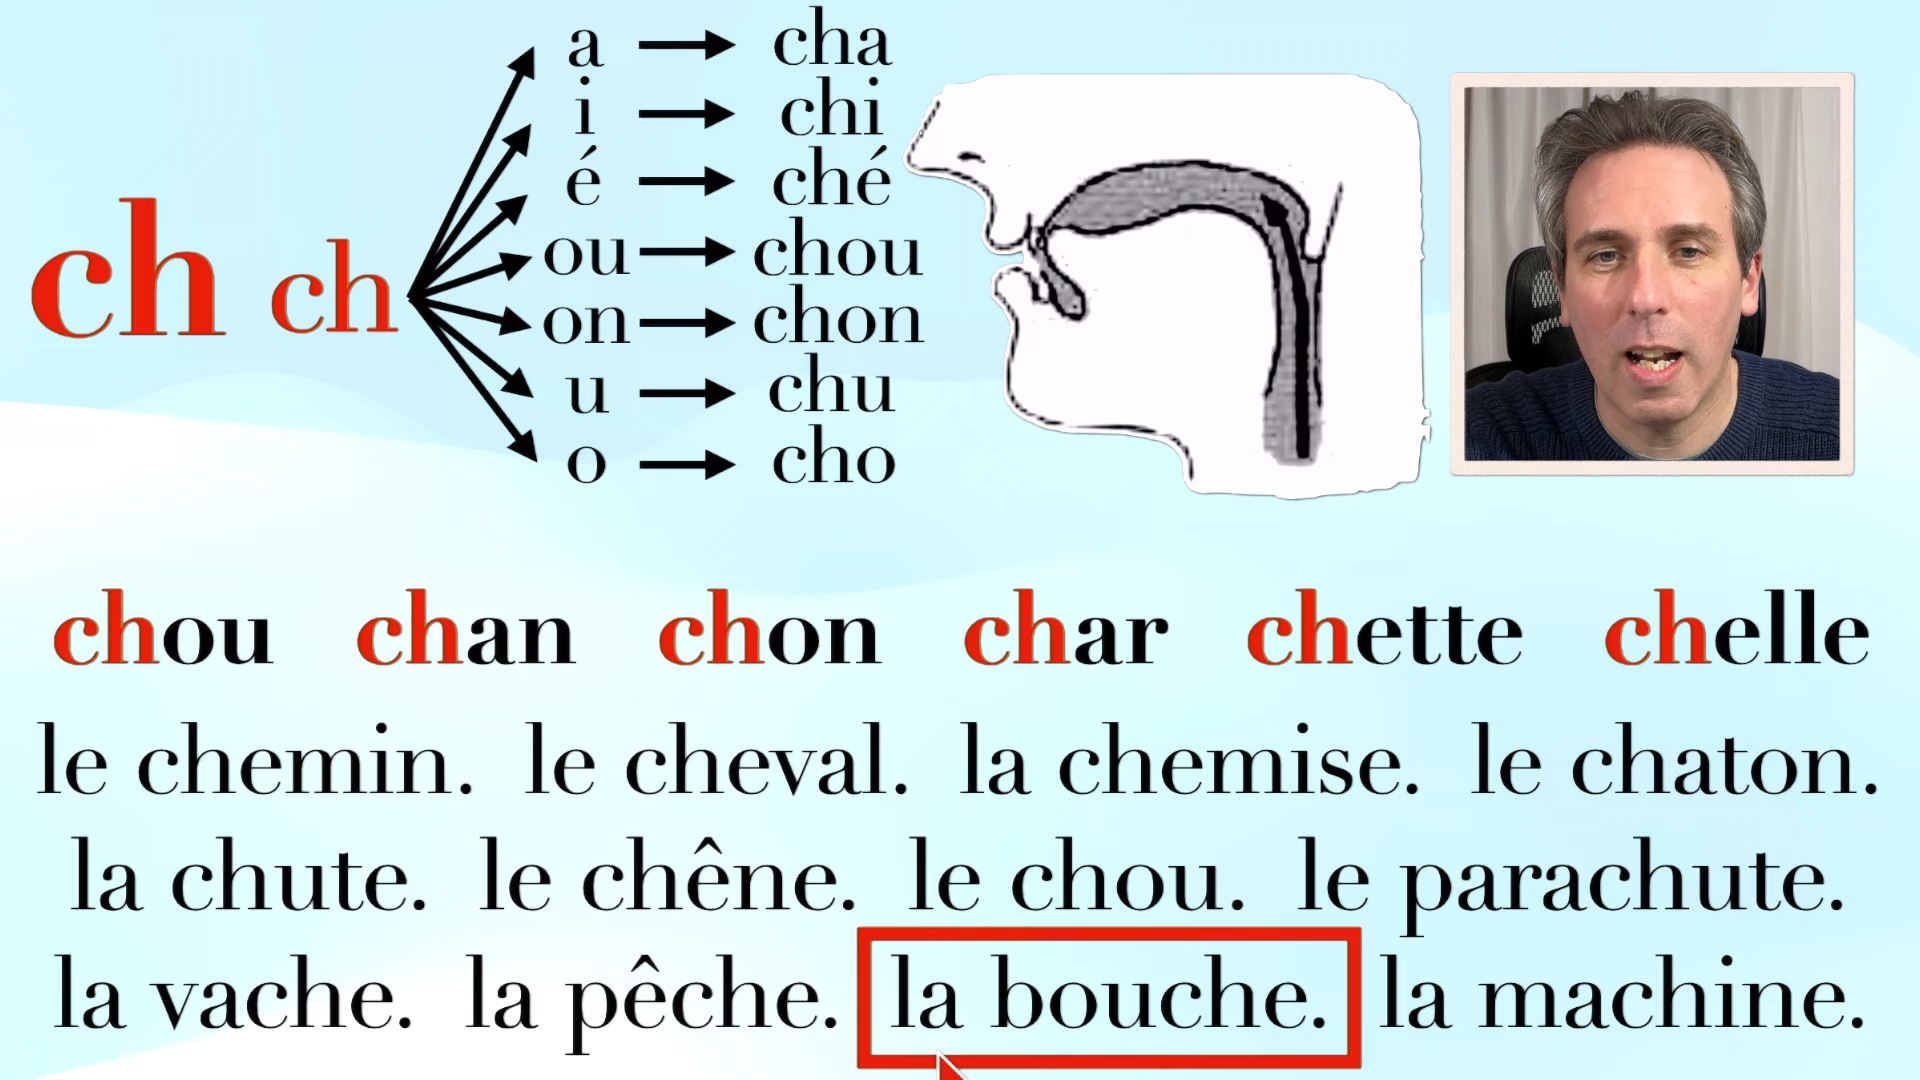 ch ch
a cha
i chi
é ché
ou chou
on chon
u chu
o cho
chou chan chon char chette chelle
le chemin. le cheval. la chemise. le chaton.
la chute. le chêne. le chou. le parachute.
la vache. la pêche. la bouche. la machine.